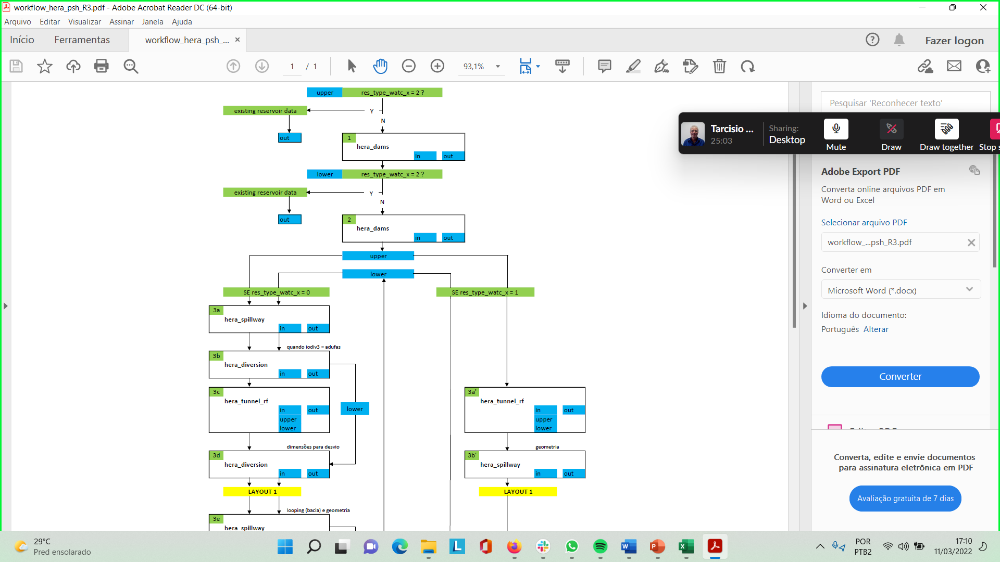 workflow_hera_psh_R3.pdf - Adobe Acrobat Reader DC (64-bit)
Arquivo Editar Visualizar Assinar Janela Ajuda
Início Ferramentas workflow_hera_psh_... × Fazer logon
1 / 1 93,1%
upper res_type_watc_x = 2 ?
existing reservoir data Y
N
out
1
hera_dams
in out
lower res_type_watc_x = 2 ?
existing reservoir data Y
N
out
2
hera_dams
in out
upper
lower
SE res_type_watc_x = 0
SE res_type_watc_x = 1
3a
hera_spillway
in out
quando iodiv3 = adufas
3b
hera_diversion
in out
3c
hera_tunnel_rf
in out
upper
lower
lower
dimensões para desvio
3d
hera_diversion
in out
LAYOUT 1
looping (bacia) e geometria
3e
hera_spillway
3a'
hera_tunnel_rf
in out
upper
lower
geometria
3b'
hera_spillway
in out
LAYOUT 1
Pesquisar 'Reconhecer texto'
Tarcisio ...
25:03
Sharing:
Desktop
Mute
Draw
Draw together
Stop s
Adobe Export PDF
Converta online arquivos PDF em
Word ou Excel
Selecionar arquivo PDF
workflow_...psh_R3.pdf
Converter em
Microsoft Word (*.docx)
Idioma do documento:
Português Alterar
Converter
Converta, edite e envie documentos
para assinatura eletrônica em PDF
Avaliação gratuita de 7 dias
29°C
Pred ensolarado
POR
PTB2
17:10
11/03/2022